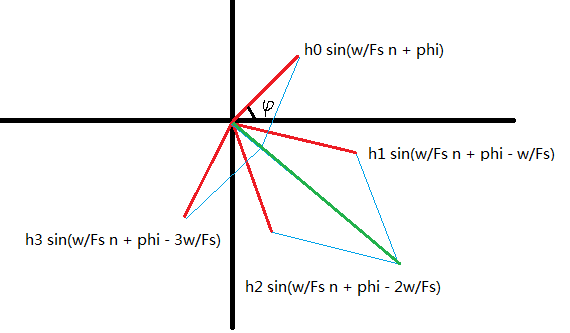 h0 sin(w/Fs n + phi)
φ
h1 sin(w/Fs n + phi - w/Fs)
h3 sin(w/Fs n + phi - 3w/Fs)
h2 sin(w/Fs n + phi - 2w/Fs)